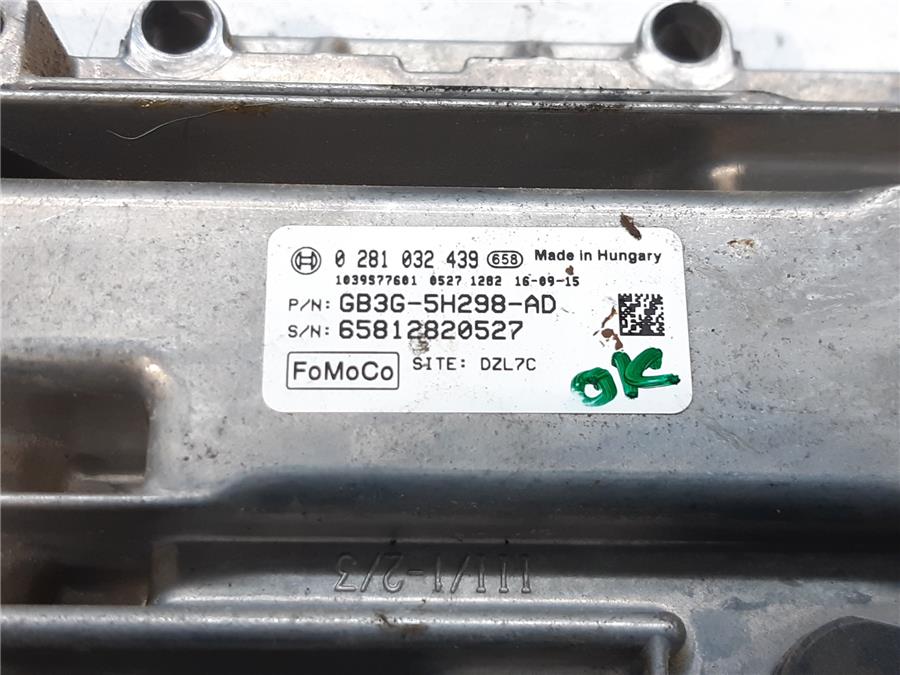 0 281 032 439 658 Made in Hungary
1039S77601 0527 1282 16-09-15
P/N: GB3G-5H298-AD
S/N: 65812820527
FoMoCo SITE: DZL7C
OK
III/1-2/3